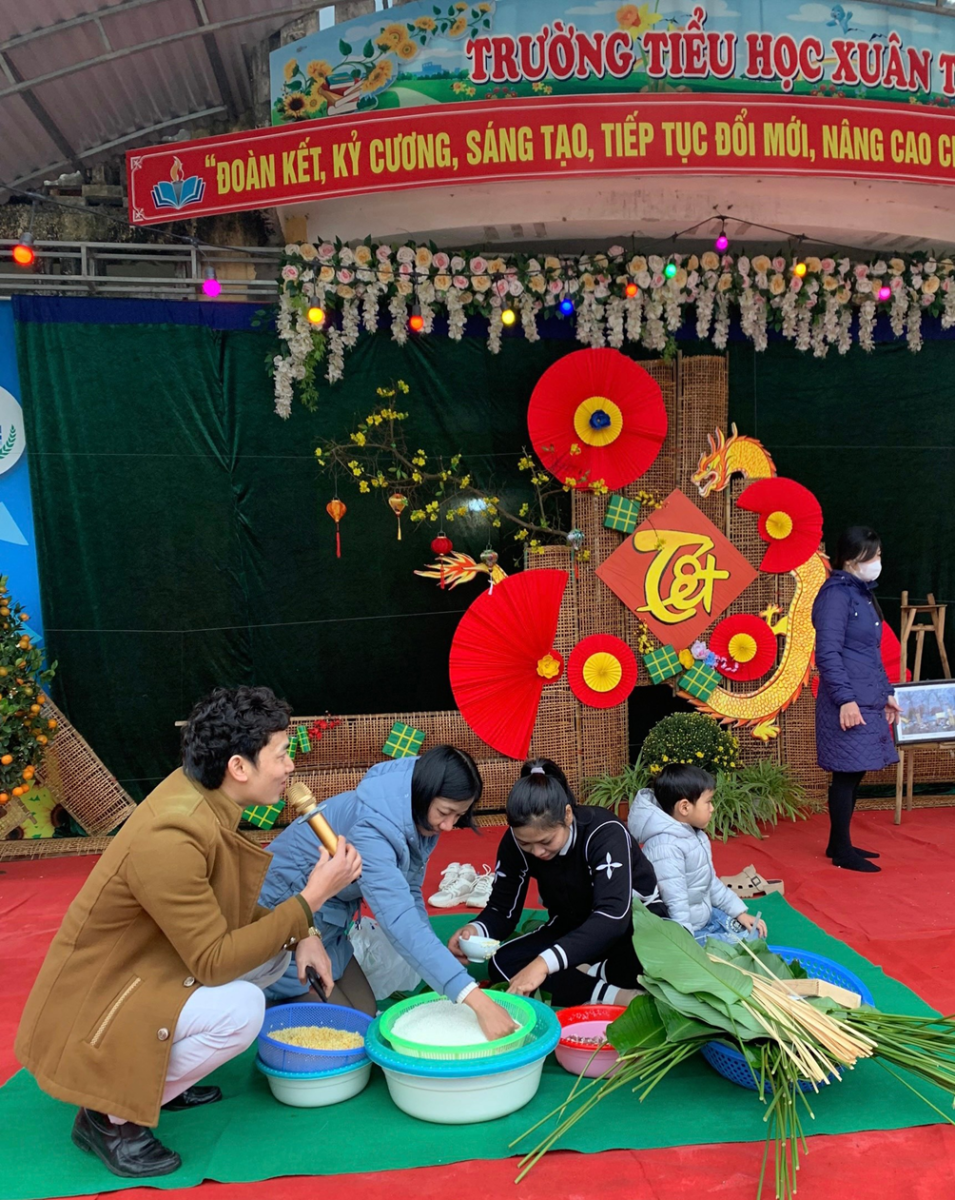 TRƯỜNG TIỂU HỌC XUÂN
"ĐOÀN KẾT, KỶ CƯƠNG, SÁNG TẠO, TIẾP TỤC ĐỔI MỚI, NÂNG CAO
Tết